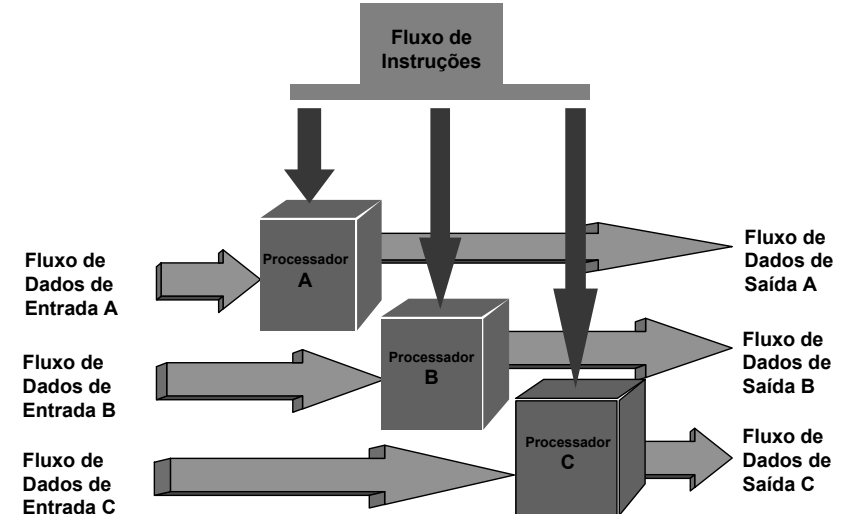 Fluxo de
Instruções
Processador
A
Fluxo de
Dados de
Entrada A
Fluxo de
Dados de
Saída A
Processador
B
Fluxo de
Dados de
Entrada B
Fluxo de
Dados de
Saída B
Processador
C
Fluxo de
Dados de
Entrada C
Fluxo de
Dados de
Saída C